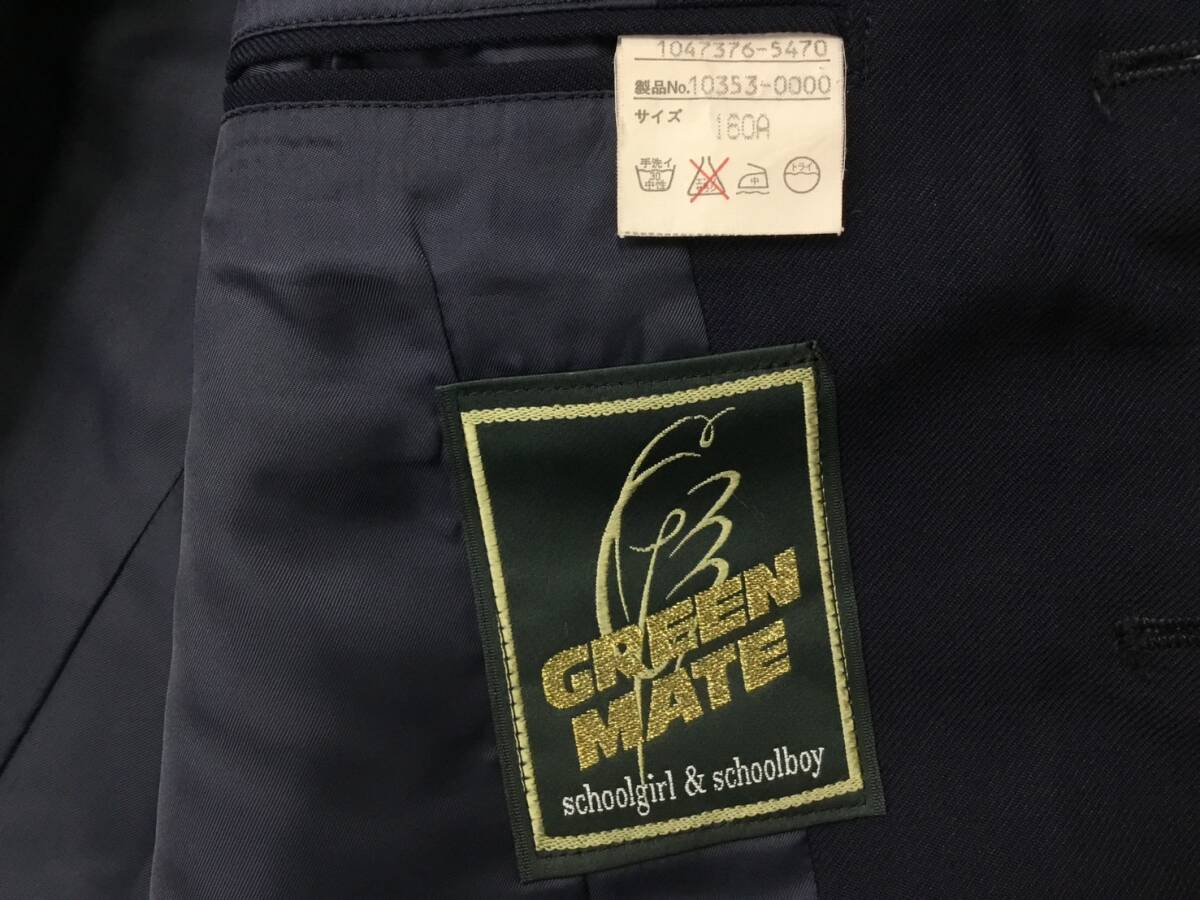 1047376-5470
製品No.10353-0000
サイズ 160A
手洗イ
30
中性
中
ドライ
GREEN
MATE
schoolgirl & schoolboy